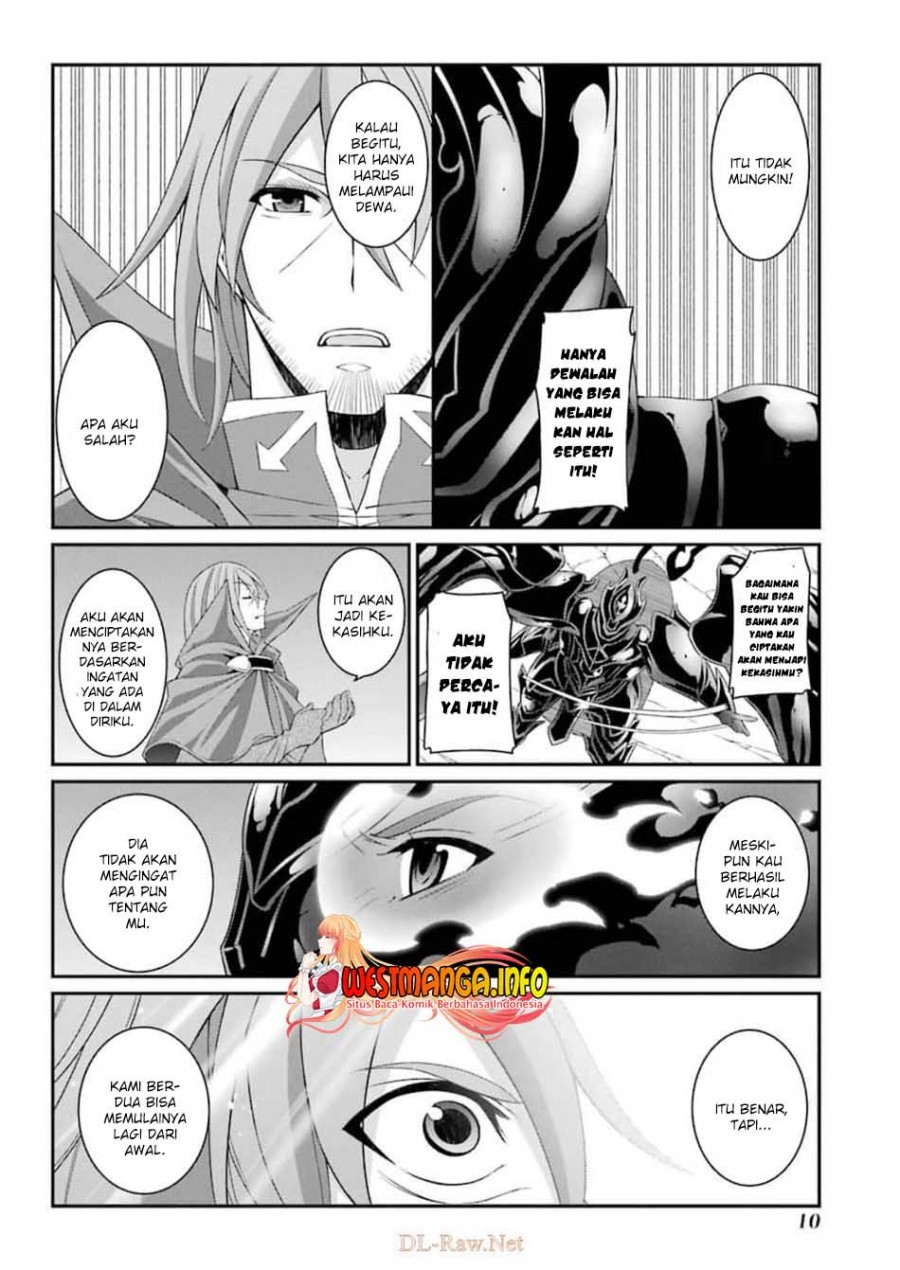 ITU TIDAK
MUNGKIN!
HANYA
DEWALAH
YANG BISA
MELAKU
KAN HAL
SEPERTI
ITU!
KALAU
BEGITU,
KITA HANYA
HARUS
MELAMPAUI
DEWA.
APA AKU
SALAH?
BAGAIMANA
KAU BISA
BEGITU YAKIN
BAHWA APA
YANG KAU
CIPTAKAN
AKAN MENJADI
KEKASIHMU?
AKU
TIDAK
PERCA-
YA ITU!
ITU AKAN
JADI KE-
KASIHKU.
AKU AKAN
MENCIPTAKAN
NYA BER-
DASARKAN
INGATAN
YANG ADA
DI DALAM
DIRIKU.
MESKI-
PUN KAU
BERHASIL
MELAKU
KANNYA,
DIA
TIDAK AKAN
MENGINGAT
APA PUN
TENTANG
MU.
WESTMANGA.INFO
Situs Baca Komik Berbahasa Indonesia
ITU BENAR,
TAPI...
KAMI BER-
DUA BISA
MEMULAINYA
LAGI DARI
AWAL.
10
DL-Raw.Net